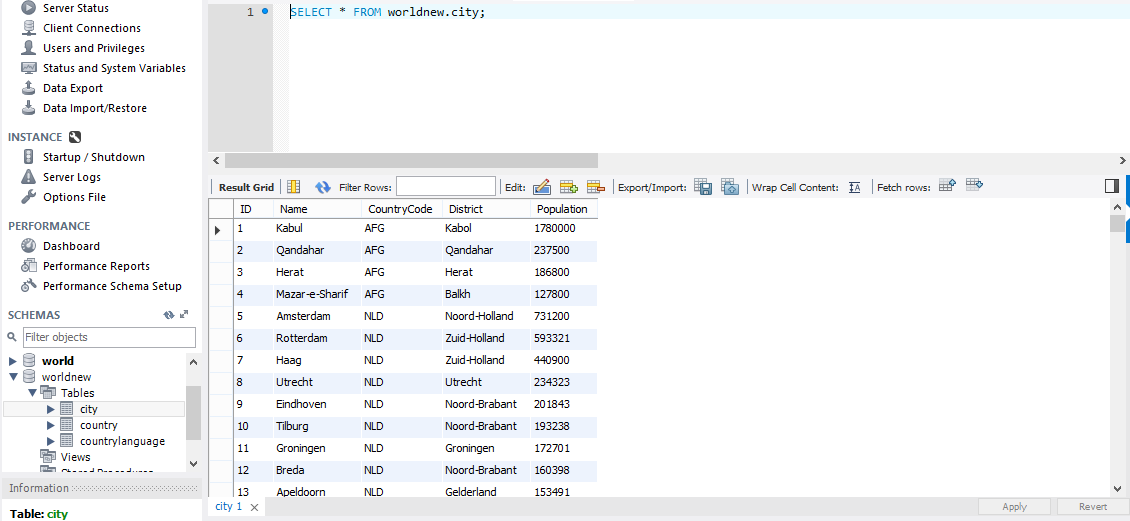 Server Status
Client Connections
Users and Privileges
Status and System Variables
Data Export
Data Import/Restore
INSTANCE
Startup / Shutdown
Server Logs
Options File
PERFORMANCE
Dashboard
Performance Reports
Performance Schema Setup
SCHEMAS
Filter objects
world
worldnew
Tables
city
country
countrylanguage
Views
Stored Procedures
Information
Table: city
1 SELECT * FROM worldnew.city;
Result Grid Filter Rows: Edit: Export/Import: Wrap Cell Content: IA Fetch rows:
ID Name CountryCode District Population
1 Kabul AFG Kabol 1780000
2 Qandahar AFG Qandahar 237500
3 Herat AFG Herat 186800
4 Mazar-e-Sharif AFG Balkh 127800
5 Amsterdam NLD Noord-Holland 731200
6 Rotterdam NLD Zuid-Holland 593321
7 Haag NLD Zuid-Holland 440900
8 Utrecht NLD Utrecht 234323
9 Eindhoven NLD Noord-Brabant 201843
10 Tilburg NLD Noord-Brabant 193238
11 Groningen NLD Groningen 172701
12 Breda NLD Noord-Brabant 160398
13 Apeldoorn NLD Gelderland 153491
city 1
Apply Revert